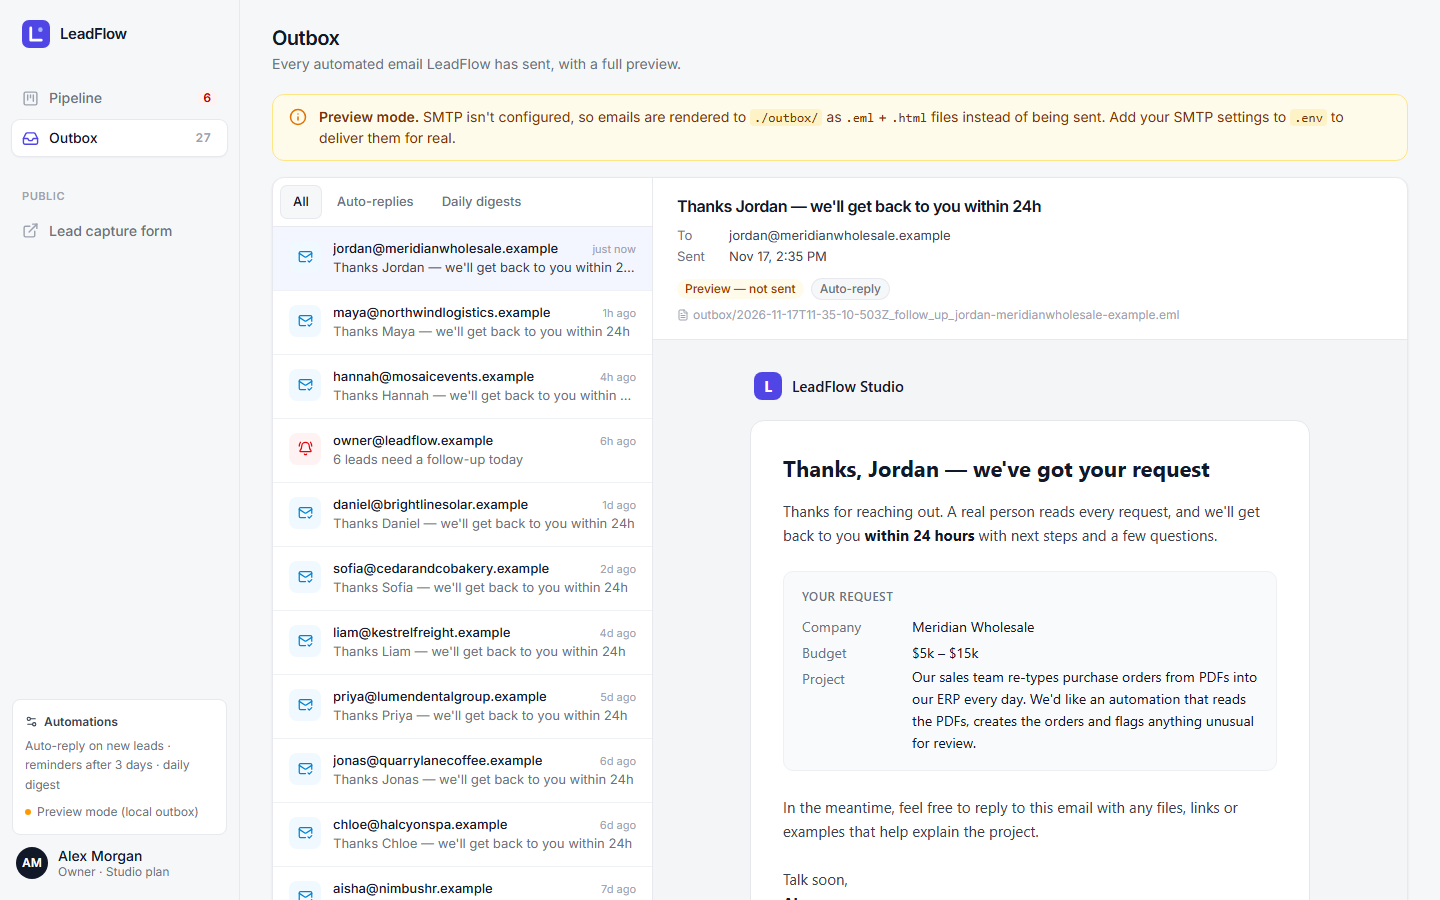 LeadFlow
Pipeline 6
Outbox 27
PUBLIC
Lead capture form
Automations
Auto-reply on new leads ·
reminders after 3 days · daily
digest
Preview mode (local outbox)
AM
Alex Morgan
Owner · Studio plan
Outbox
Every automated email LeadFlow has sent, with a full preview.
Preview mode. SMTP isn't configured, so emails are rendered to ./outbox/ as .eml + .html files instead of being sent. Add your SMTP settings to .env to
deliver them for real.
All Auto-replies Daily digests
jordan@meridianwholesale.example just now
Thanks Jordan — we'll get back to you within 2...
maya@northwindlogistics.example 1h ago
Thanks Maya — we'll get back to you within 24h
hannah@mosaicevents.example 4h ago
Thanks Hannah — we'll get back to you within ...
owner@leadflow.example 6h ago
6 leads need a follow-up today
daniel@brightlinesolar.example 1d ago
Thanks Daniel — we'll get back to you within 24h
sofia@cedarandcobakery.example 2d ago
Thanks Sofia — we'll get back to you within 24h
liam@kestrelfreight.example 4d ago
Thanks Liam — we'll get back to you within 24h
priya@lumendentalgroup.example 5d ago
Thanks Priya — we'll get back to you within 24h
jonas@quarrylanecoffee.example 6d ago
Thanks Jonas — we'll get back to you within 24h
chloe@halcyonspa.example 6d ago
Thanks Chloe — we'll get back to you within 24h
aisha@nimbushr.example 7d ago
Thanks Jordan — we'll get back to you within 24h
To jordan@meridianwholesale.example
Sent Nov 17, 2:35 PM
Preview — not sent Auto-reply
outbox/2026-11-17T11-35-10-503Z_follow_up_jordan-meridianwholesale-example.eml
L LeadFlow Studio
Thanks, Jordan — we've got your request
Thanks for reaching out. A real person reads every request, and we'll get
back to you within 24 hours with next steps and a few questions.
YOUR REQUEST
Company Meridian Wholesale
Budget $5k – $15k
Project Our sales team re-types purchase orders from PDFs into
our ERP every day. We'd like an automation that reads
the PDFs, creates the orders and flags anything unusual
for review.
In the meantime, feel free to reply to this email with any files, links or
examples that help explain the project.
Talk soon,